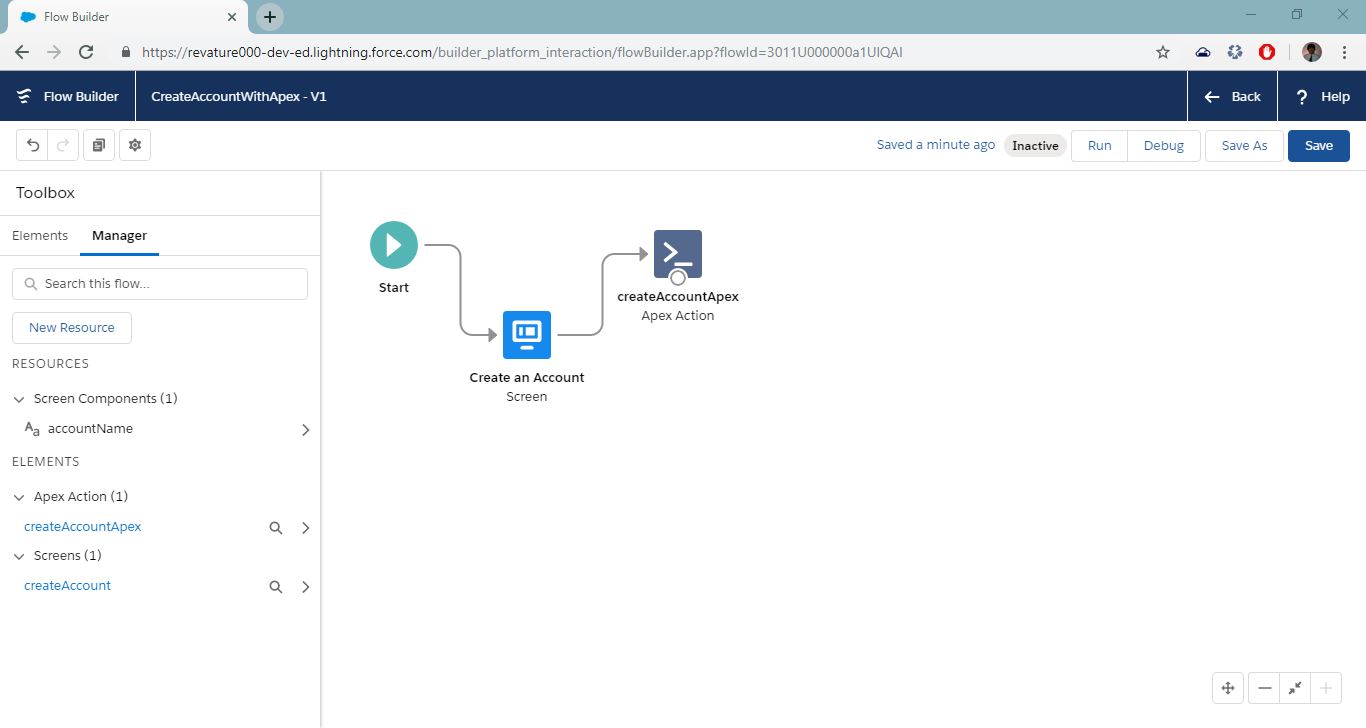 Flow Builder
https://revature000-dev-ed.lightning.force.com/builder_platform_interaction/flowBuilder.app?flowId=3011U000000a1UlQAI
Flow Builder
CreateAccountWithApex - V1
Back
? Help
Saved a minute ago
Inactive
Run
Debug
Save As
Save
Toolbox
Elements
Manager
Search this flow...
New Resource
RESOURCES
Screen Components (1)
Aa accountName
ELEMENTS
Apex Action (1)
createAccountApex
Screens (1)
createAccount
Start
Create an Account
Screen
createAccountApex
Apex Action